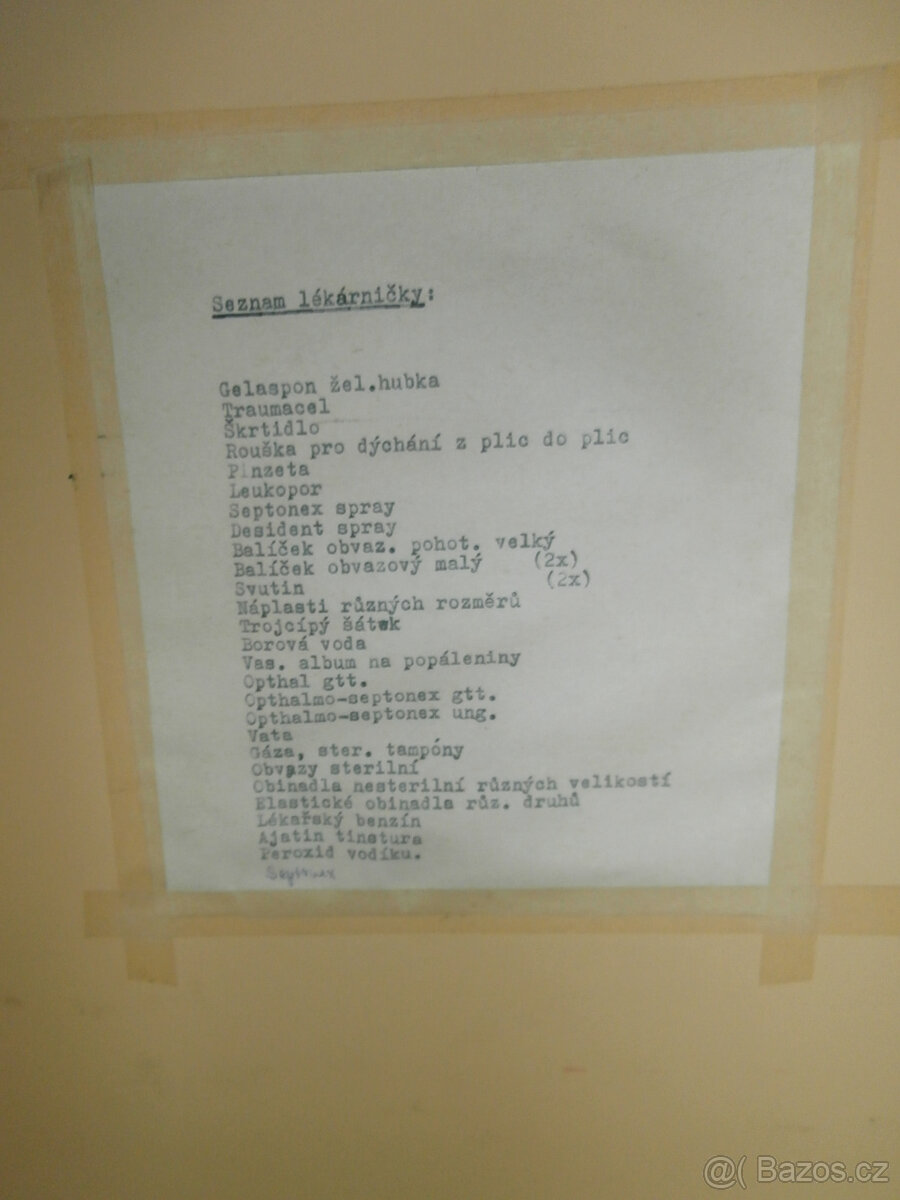 Seznam lékárničky:
Gelaspon žel.hubka
Traumacel
Škrtidlo
Rouška pro dýchání z plic do plic
Pinzeta
Leukopor
Septonex spray
Desident spray
Balíček obvaz. pohot. velký
Balíček obvazový malý (2x)
Svutin (2x)
Náplasti různých rozměrů
Trojcípý šátek
Borová voda
Vas. album na popáleniny
Opthal gtt.
Opthalmo-septonex gtt.
Opthalmo-septonex ung.
Vata
Gáza, ster. tampóny
Obvazy sterilní
Obinadla nesterilní různých velikostí
Elastické obinadla růz. druhů
Lékařský benzín
Ajatin tinstura
Peroxid vodíku.
@( Bazos.cz